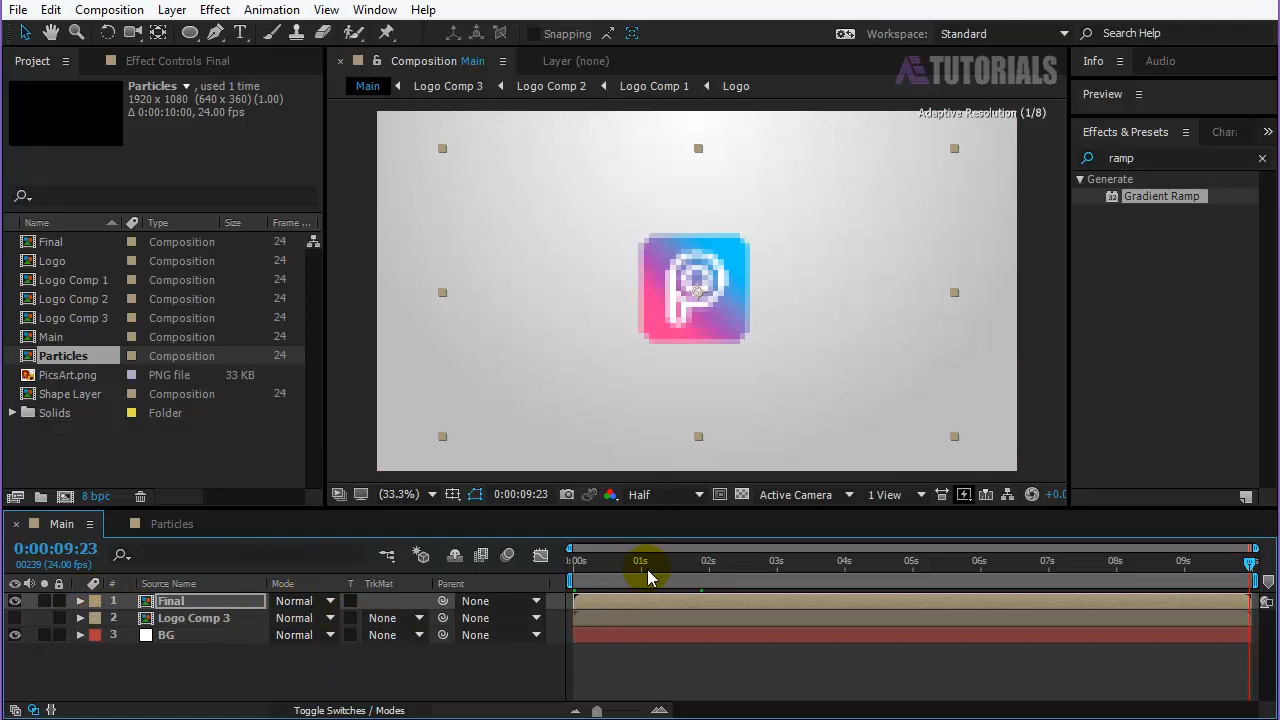 File Edit Composition Layer Effect Animation View Window Help
T Snapping Workspace: Standard Search Help
Project Effect Controls Final Composition Main Layer (none) Info Audio
AE TUTORIALS
Particles , used 1 time
1920 x 1080 (640 x 360) (1.00)
Δ 0:00:10:00, 24.00 fps
Main Logo Comp 3 Logo Comp 2 Logo Comp 1 Logo
Preview
Adaptive Resolution (1/8)
Effects & Presets Chara
ramp
Generate
32 Gradient Ramp
Name Type Size Frame ...
Final Composition 24
Logo Composition 24
Logo Comp 1 Composition 24
Logo Comp 2 Composition 24
Logo Comp 3 Composition 24
Main Composition 24
Particles Composition 24
PicsArt.png PNG file 33 KB
Shape Layer Composition 24
Solids Folder
P
8 bpc
(33.3%) 0:00:09:23 Half Active Camera 1 View +0.0
Main Particles
0:00:09:23
00239 (24.00 fps)
0:00s 01s 02s 03s 04s 05s 06s 07s 08s 09s
# Source Name Mode T TrkMat Parent
1 Final Normal None
2 Logo Comp 3 Normal None None
3 BG Normal None None
Toggle Switches / Modes